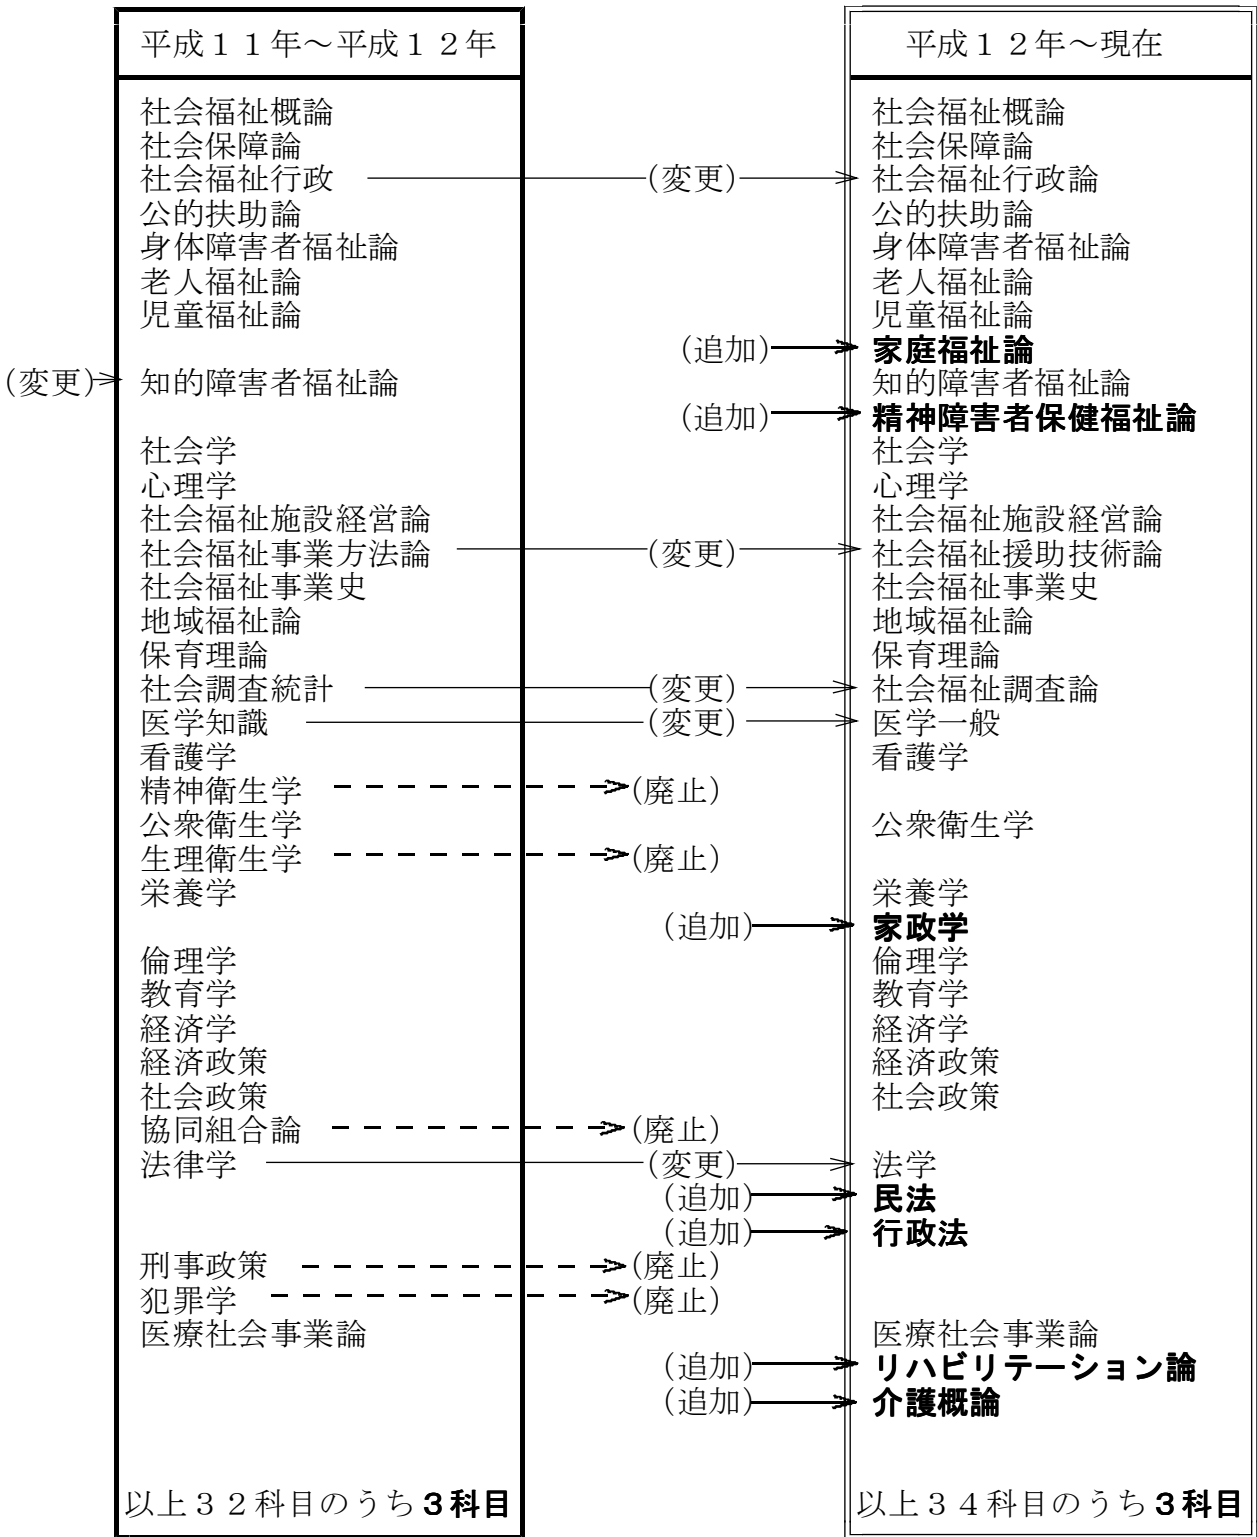 平成１１年～平成１２年　平成１２年～現在
社会福祉概論　社会福祉概論
社会保障論　社会保障論
社会福祉行政　(変更)　社会福祉行政論
公的扶助論　公的扶助論
身体障害者福祉論　身体障害者福祉論
老人福祉論　老人福祉論
児童福祉論　児童福祉論
(追加)　家庭福祉論
(変更)　知的障害者福祉論　知的障害者福祉論
(追加)　精神障害者保健福祉論
社会学　社会学
心理学　心理学
社会福祉施設経営論　社会福祉施設経営論
社会福祉事業方法論　(変更)　社会福祉援助技術論
社会福祉事業史　社会福祉事業史
地域福祉論　地域福祉論
保育理論　保育理論
社会調査統計　(変更)　社会福祉調査論
医学知識　(変更)　医学一般
看護学　看護学
精神衛生学　(廃止)
公衆衛生学　公衆衛生学
生理衛生学　(廃止)
栄養学　栄養学
(追加)　家政学
倫理学　倫理学
教育学　教育学
経済学　経済学
経済政策　経済政策
社会政策　社会政策
協同組合論　(廃止)
法律学　(変更)　法学
(追加)　民法
(追加)　行政法
刑事政策　(廃止)
犯罪学　(廃止)
医療社会事業論　医療社会事業論
(追加)　リハビリテーション論
(追加)　介護概論
以上３２科目のうち３科目　以上３４科目のうち３科目